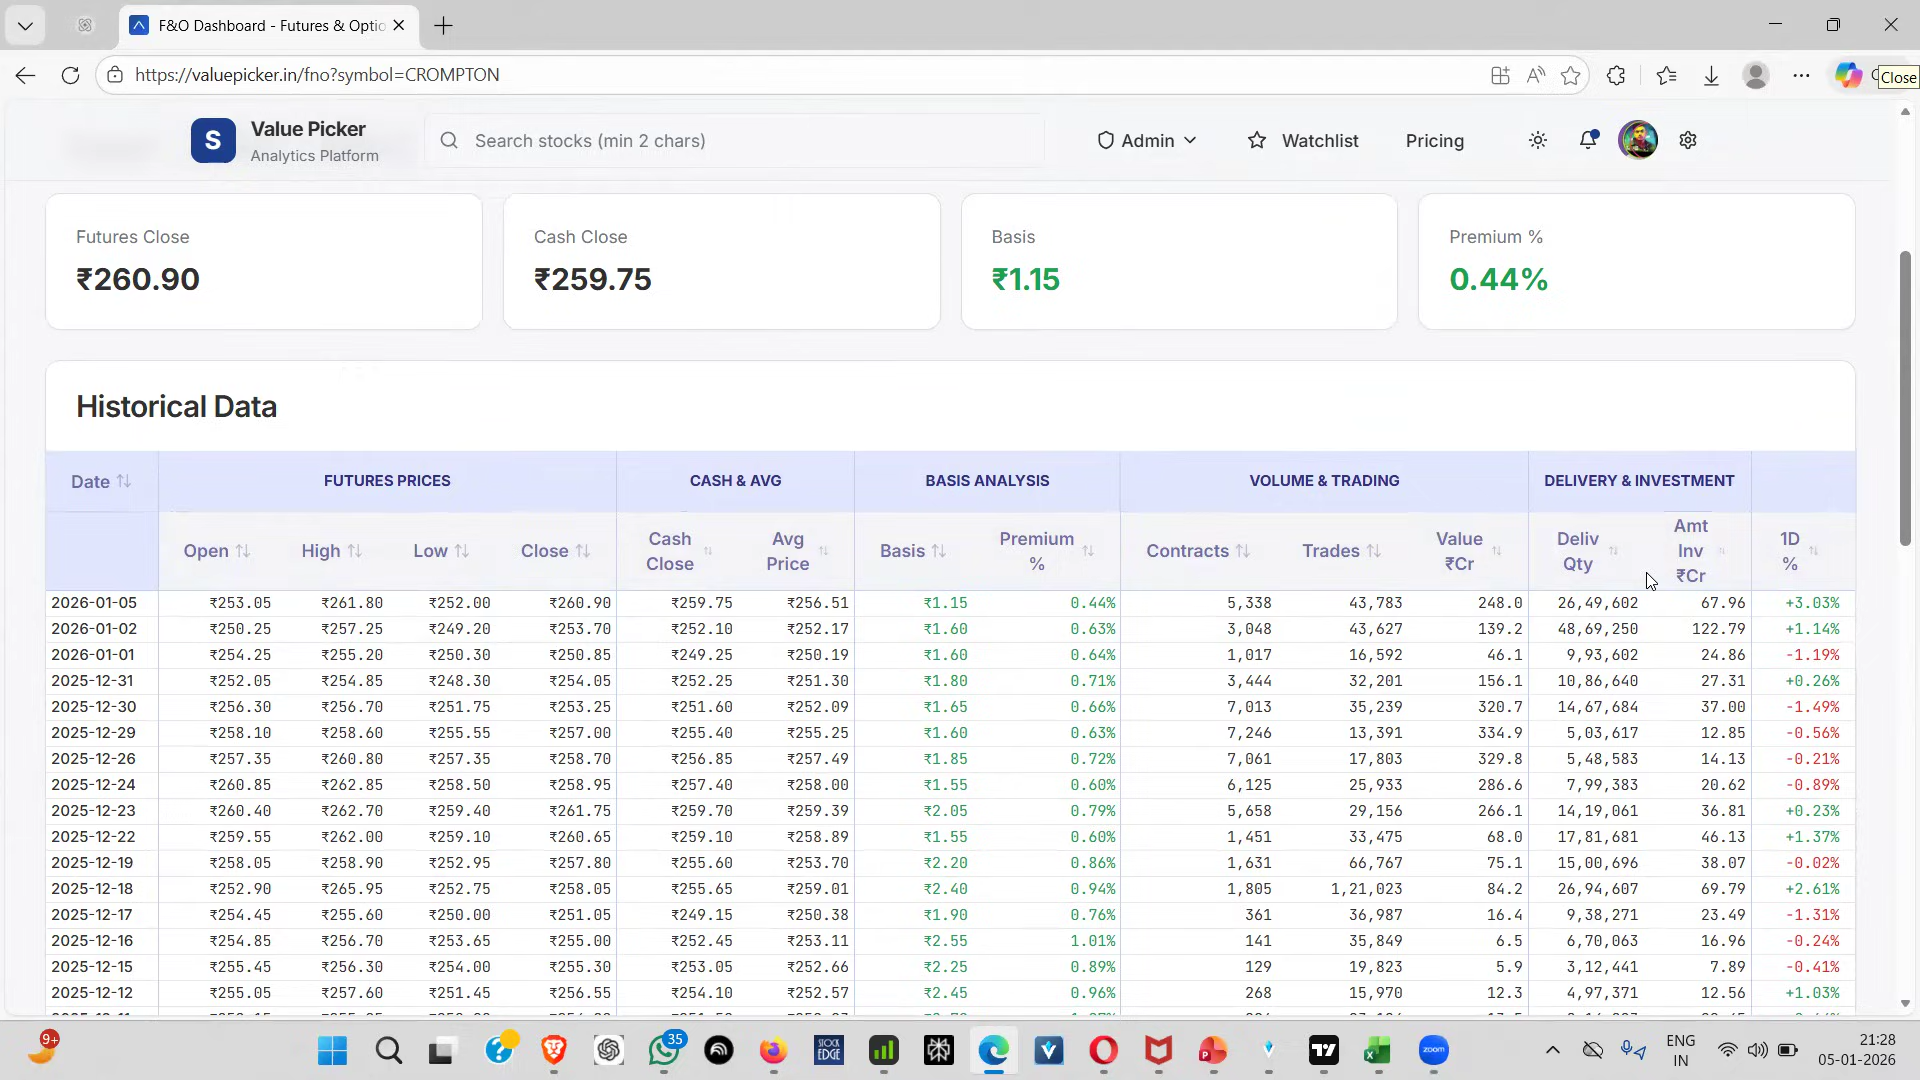 F&O Dashboard - Futures & Optio
https://valuepicker.in/fno?symbol=CROMPTON
Close
S
Value Picker
Analytics Platform
Search stocks (min 2 chars)
Admin
Watchlist
Pricing
Futures Close
₹260.90
Cash Close
₹259.75
Basis
₹1.15
Premium %
0.44%
Historical Data
Date FUTURES PRICES CASH & AVG BASIS ANALYSIS VOLUME & TRADING DELIVERY & INVESTMENT
Open High Low Close Cash Close Avg Price Basis Premium % Contracts Trades Value ₹Cr Deliv Qty Amt Inv ₹Cr 1D %
2026-01-05 ₹253.05 ₹261.80 ₹252.00 ₹260.90 ₹259.75 ₹256.51 ₹1.15 0.44% 5,338 43,783 248.0 26,49,602 67.96 +3.03%
2026-01-02 ₹250.25 ₹257.25 ₹249.20 ₹253.70 ₹252.10 ₹252.17 ₹1.60 0.63% 3,048 43,627 139.2 48,69,250 122.79 +1.14%
2026-01-01 ₹254.25 ₹255.20 ₹250.30 ₹250.85 ₹249.25 ₹250.19 ₹1.60 0.64% 1,017 16,592 46.1 9,93,602 24.86 -1.19%
2025-12-31 ₹252.05 ₹254.85 ₹248.30 ₹254.05 ₹252.25 ₹251.30 ₹1.80 0.71% 3,444 32,201 156.1 10,86,640 27.31 +0.26%
2025-12-30 ₹256.30 ₹256.70 ₹251.75 ₹253.25 ₹251.60 ₹252.09 ₹1.65 0.66% 7,013 35,239 320.7 14,67,684 37.00 -1.49%
2025-12-29 ₹258.10 ₹258.60 ₹255.55 ₹257.00 ₹255.40 ₹255.25 ₹1.60 0.63% 7,246 13,391 334.9 5,03,617 12.85 -0.56%
2025-12-26 ₹257.35 ₹260.80 ₹257.35 ₹258.70 ₹256.85 ₹257.49 ₹1.85 0.72% 7,061 17,803 329.8 5,48,583 14.13 -0.21%
2025-12-24 ₹260.85 ₹262.85 ₹258.50 ₹258.95 ₹257.40 ₹258.00 ₹1.55 0.60% 6,125 25,933 286.6 7,99,383 20.62 -0.89%
2025-12-23 ₹260.40 ₹262.70 ₹259.40 ₹261.75 ₹259.70 ₹259.39 ₹2.05 0.79% 5,658 29,156 266.1 14,19,061 36.81 +0.23%
2025-12-22 ₹259.55 ₹262.00 ₹259.10 ₹260.65 ₹259.10 ₹258.89 ₹1.55 0.60% 1,451 33,475 68.0 17,81,681 46.13 +1.37%
2025-12-19 ₹258.05 ₹258.90 ₹252.95 ₹257.80 ₹255.60 ₹253.70 ₹2.20 0.86% 1,631 66,767 75.1 15,00,696 38.07 -0.02%
2025-12-18 ₹252.90 ₹265.95 ₹252.75 ₹258.05 ₹255.65 ₹259.01 ₹2.40 0.94% 1,805 1,21,023 84.2 26,94,607 69.79 +2.61%
2025-12-17 ₹254.45 ₹255.60 ₹250.00 ₹251.05 ₹249.15 ₹250.38 ₹1.90 0.76% 361 36,987 16.4 9,38,271 23.49 -1.31%
2025-12-16 ₹254.85 ₹256.70 ₹253.65 ₹255.00 ₹252.45 ₹253.11 ₹2.55 1.01% 141 35,849 6.5 6,70,063 16.96 -0.24%
2025-12-15 ₹255.45 ₹256.30 ₹254.00 ₹255.30 ₹253.05 ₹252.66 ₹2.25 0.89% 129 19,823 5.9 3,12,441 7.89 -0.41%
2025-12-12 ₹255.05 ₹257.60 ₹251.45 ₹256.55 ₹254.10 ₹252.57 ₹2.45 0.96% 268 15,970 12.3 4,97,371 12.56 +1.03%
9+
35
STOCK EDGE
zoom
ENG
IN
21:28
05-01-2026